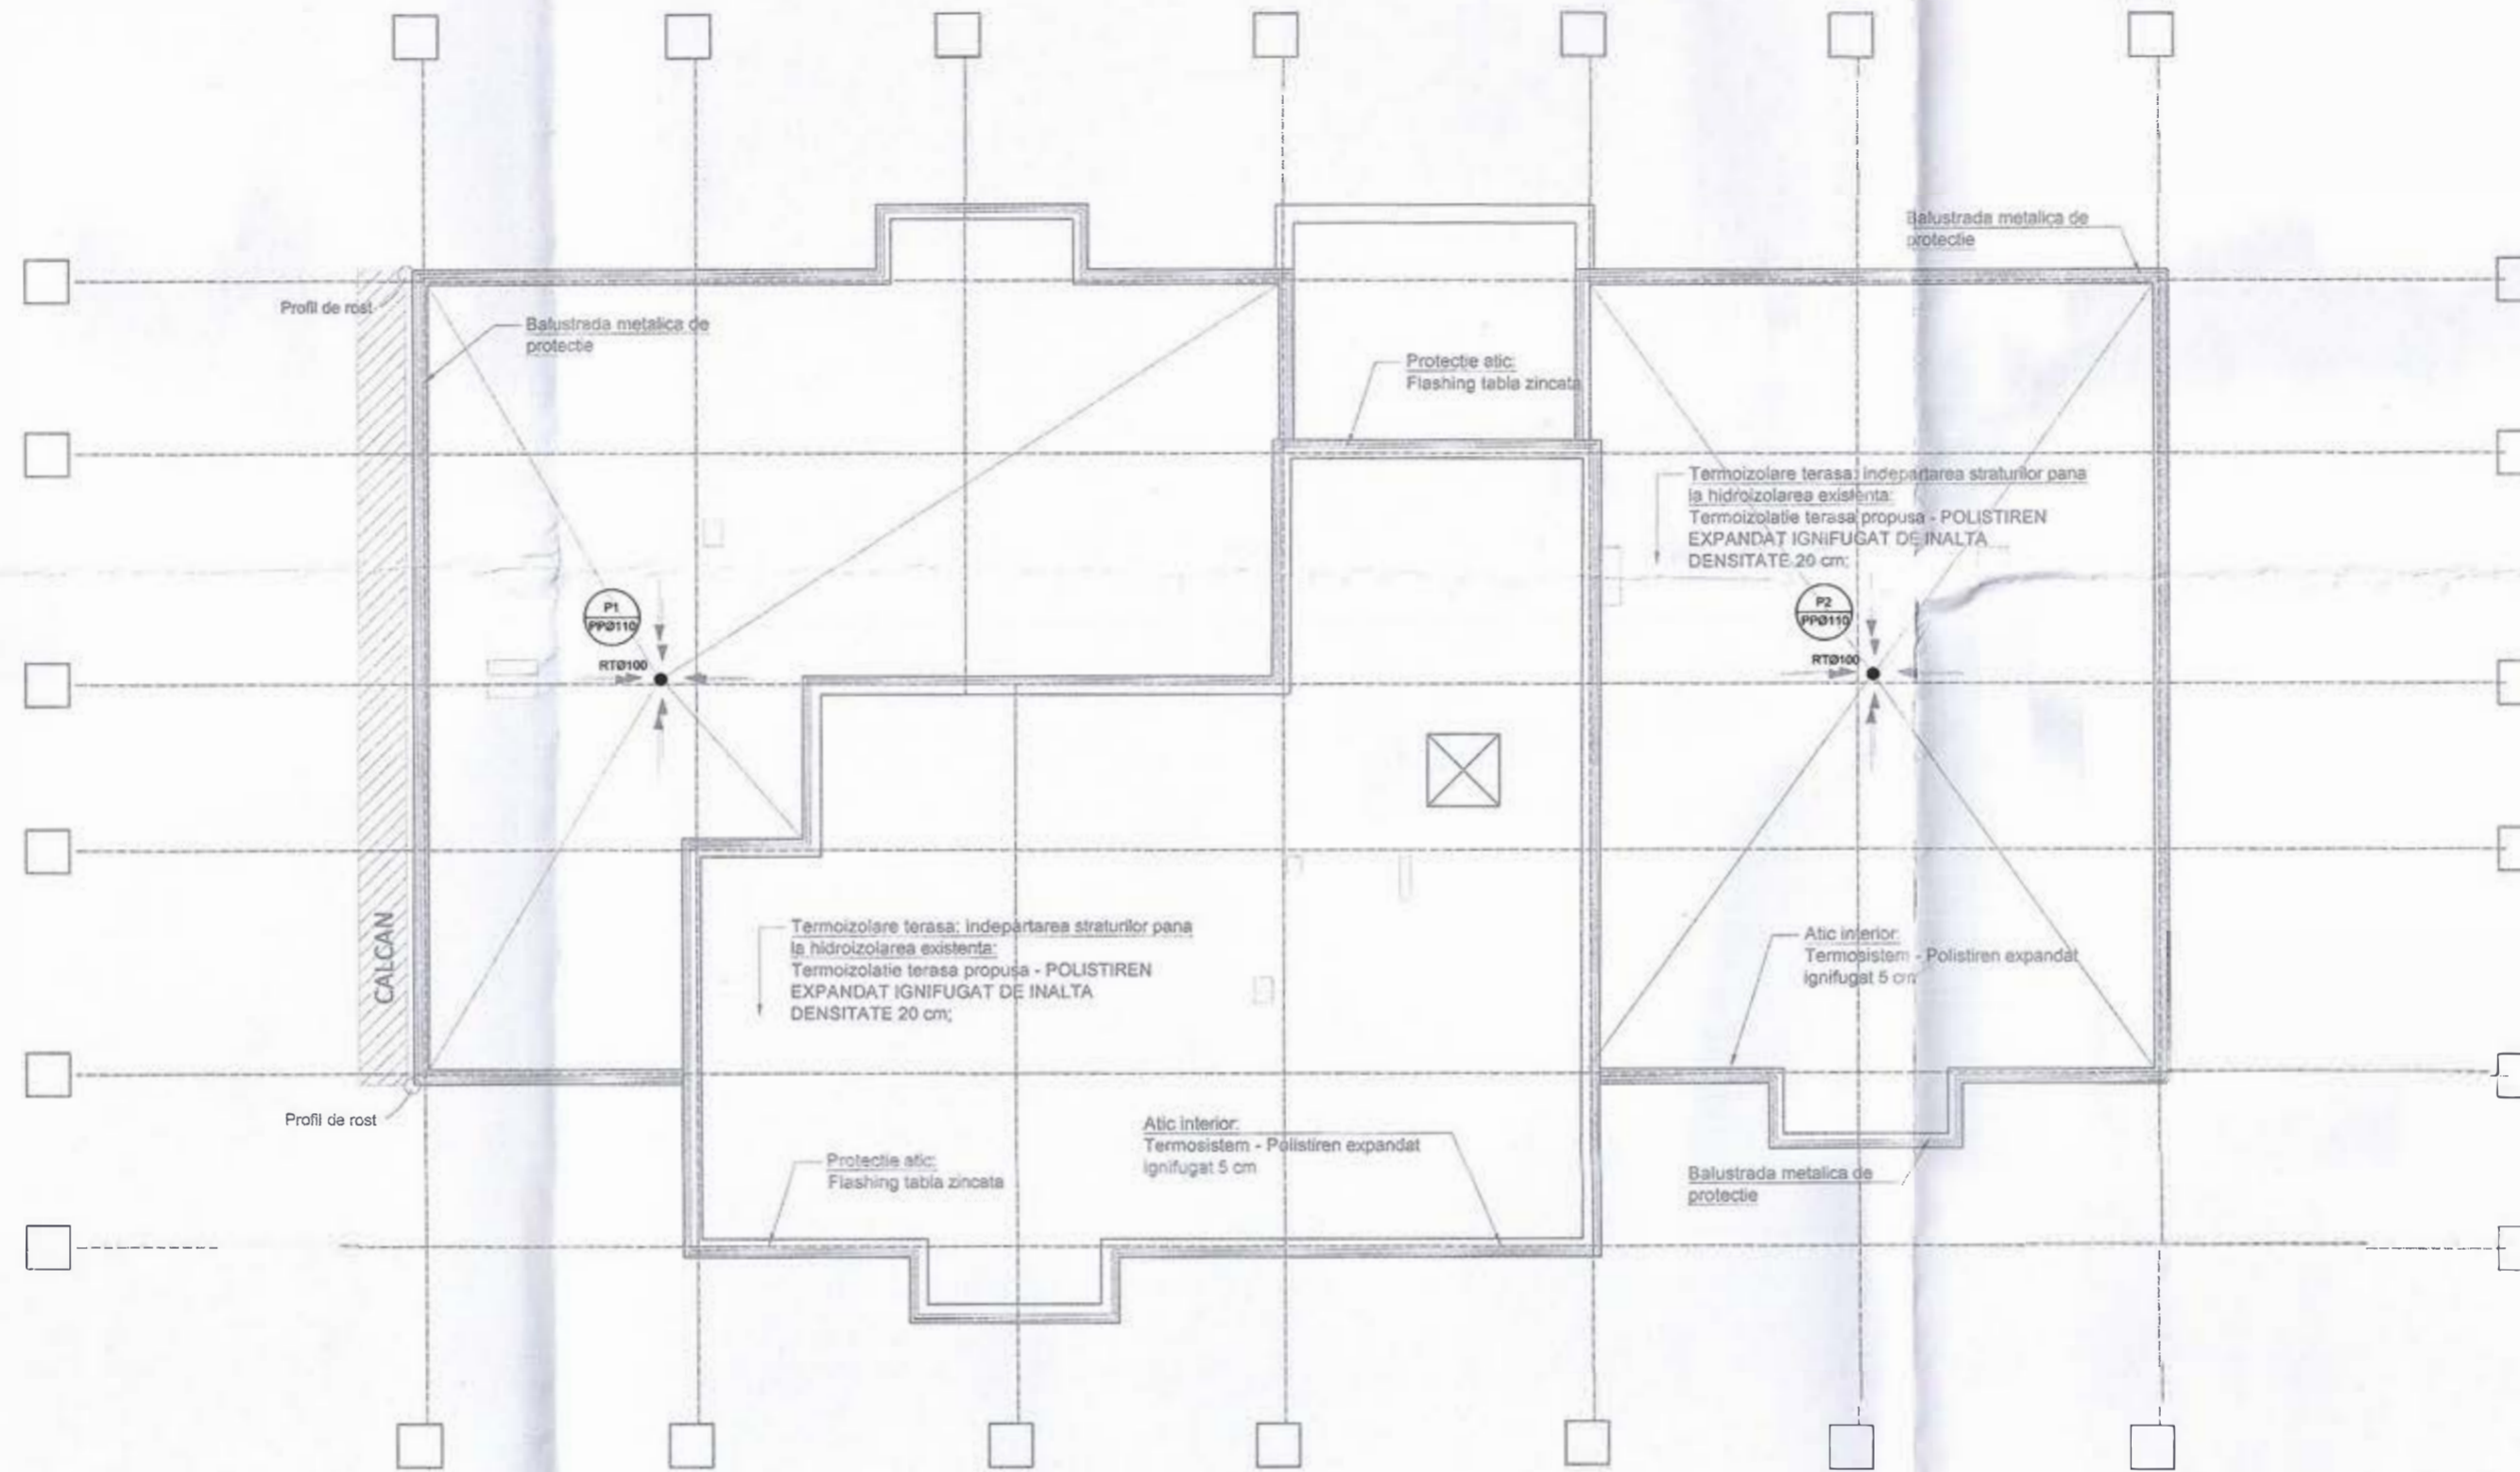 Balustrada metalica de
protectie
Profil de rost
Balustrada metalica de
protectie
Protectie atic:
Flashing tabla zincata
Termoizolare terasa: indepartarea straturilor pana
la hidroizolarea existenta:
Termoizolatie terasa propusa - POLISTIREN
EXPANDAT IGNIFUGAT DE INALTA
DENSITATE 20 cm;
P1
PPØ110
RTØ100
P2
PPØ110
RTØ100
CALCAN
Termoizolare terasa: indepartarea straturilor pana
la hidroizolarea existenta:
Termoizolatie terasa propusa - POLISTIREN
EXPANDAT IGNIFUGAT DE INALTA
DENSITATE 20 cm;
Atic interior:
Termosistem - Polistiren expandat
ignifugat 5 cm
Profil de rost
Protectie atic:
Flashing tabla zincata
Atic interior:
Termosistem - Polistiren expandat
ignifugat 5 cm
Balustrada metalica de
protectie